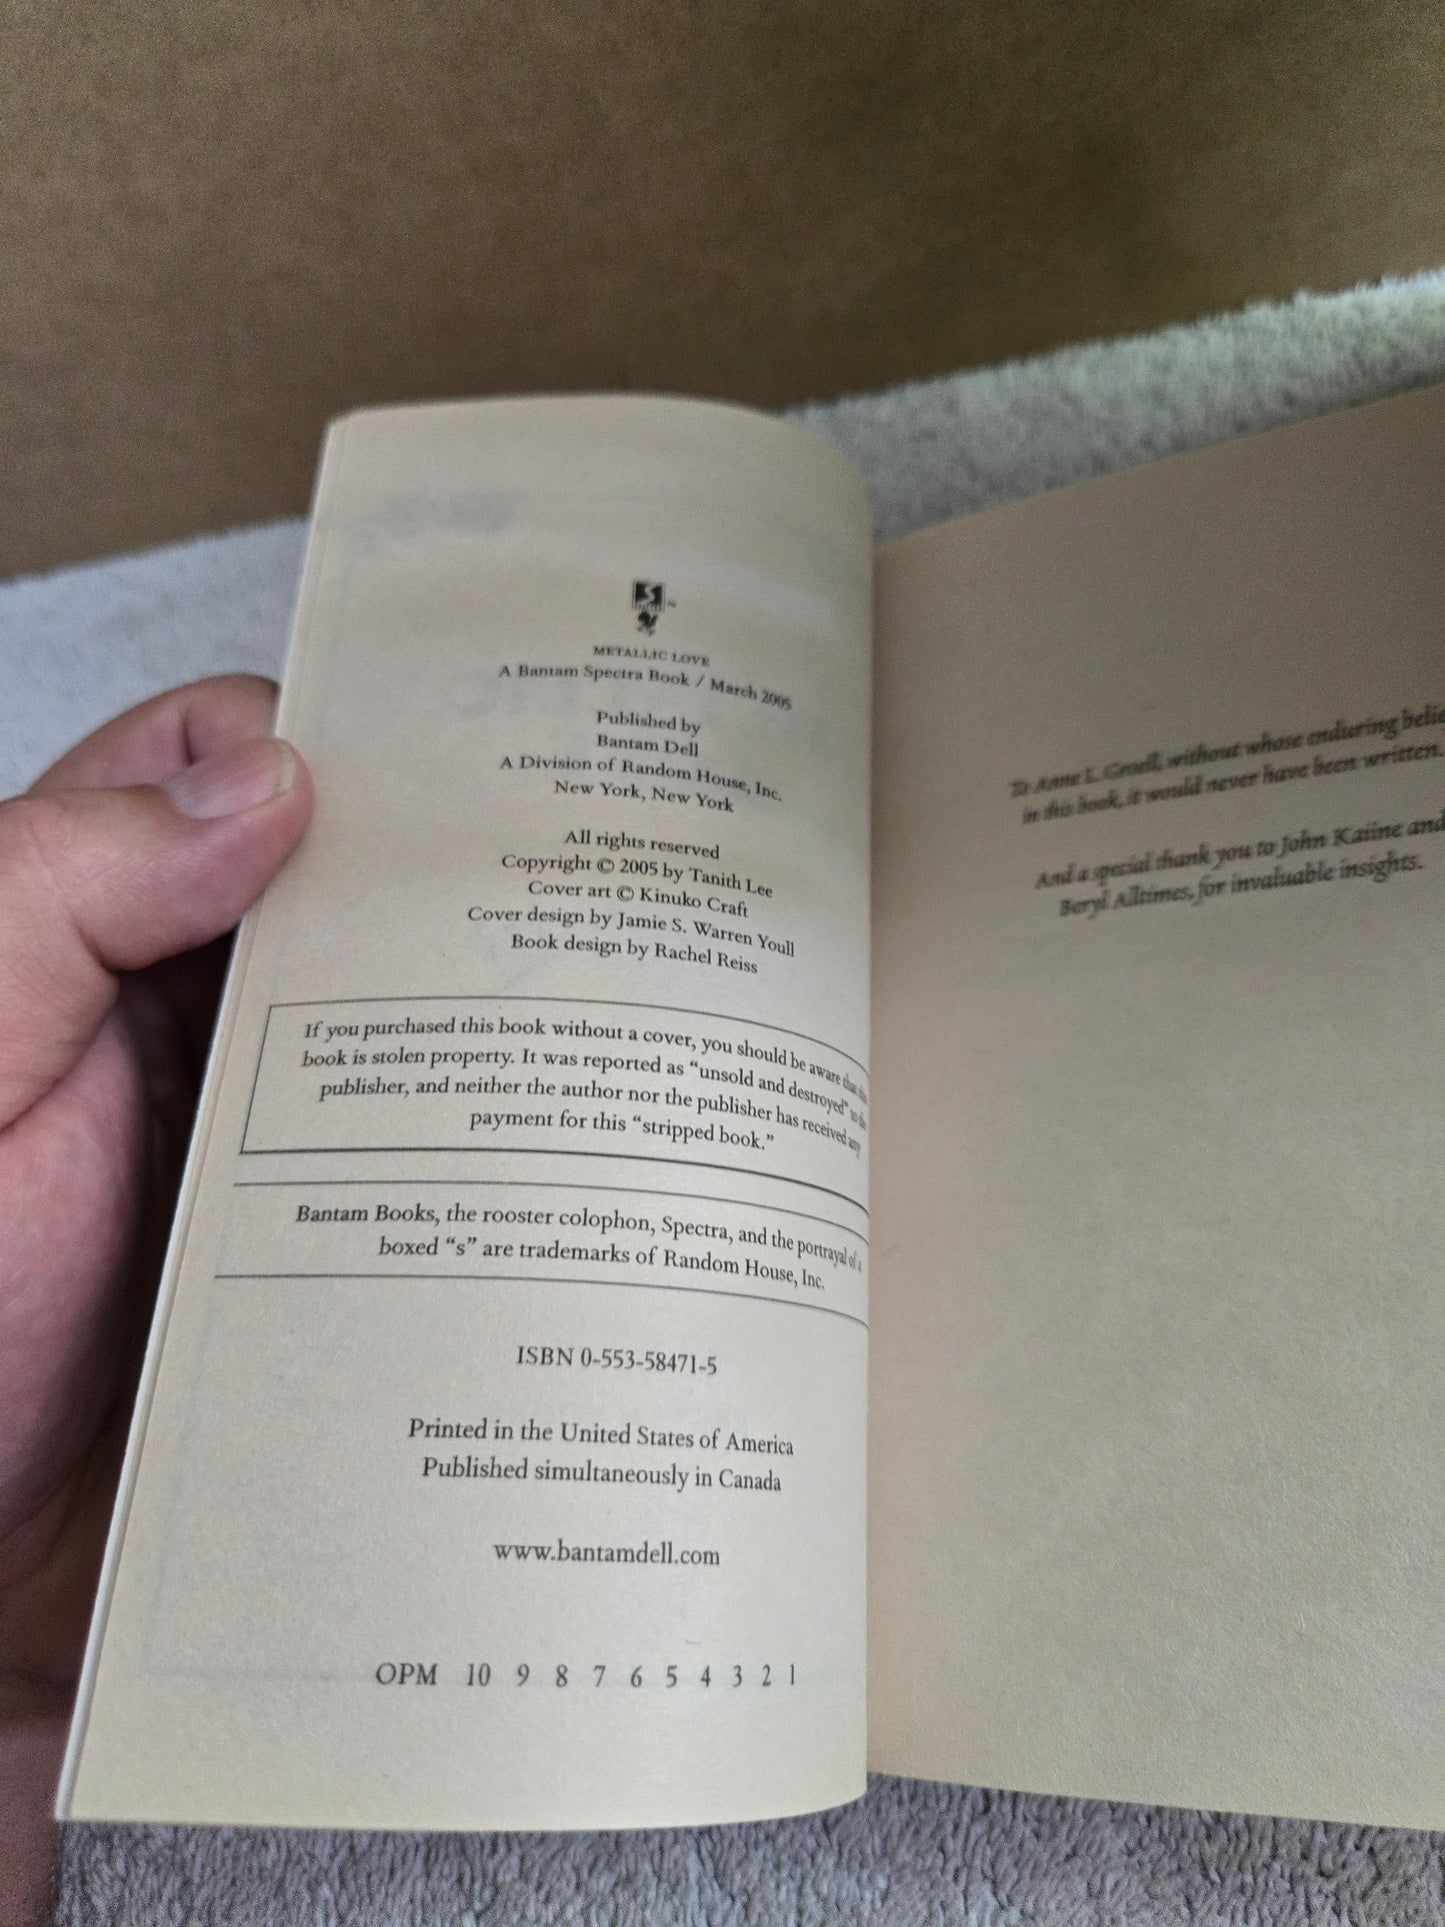 S
™
METALLIC LOVE
A Bantam Spectra Book / March 2005
Published by
Bantam Dell
A Division of Random House, Inc.
New York, New York
All rights reserved
Copyright © 2005 by Tanith Lee
Cover art © Kinuko Craft
Cover design by Jamie S. Warren Youll
Book design by Rachel Reiss
If you purchased this book without a cover, you should be aware that this
book is stolen property. It was reported as “unsold and destroyed” to the
publisher, and neither the author nor the publisher has received any
payment for this “stripped book.”
Bantam Books, the rooster colophon, Spectra, and the portrayal of a
boxed “s” are trademarks of Random House, Inc.
ISBN 0-553-58471-5
Printed in the United States of America
Published simultaneously in Canada
www.bantamdell.com
OPM 10 9 8 7 6 5 4 3 2 1
To Anne L. Groell, without whose enduring
in this book, it would never have been written.
And a special thank you to John Kaiine and
Beryl Alltimes, for invaluable insights.